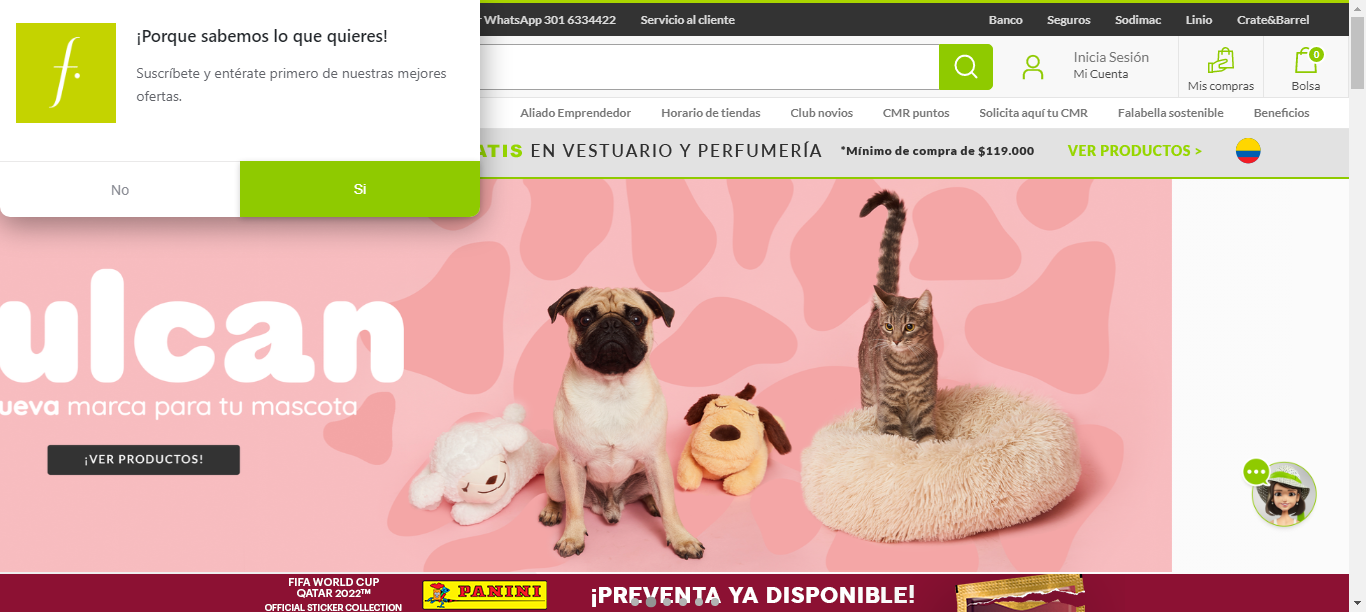 WhatsApp 301 6334422
Servicio al cliente
Banco
Seguros
Sodimac
Linio
Crate&Barrel
¡Porque sabemos lo que quieres!
Suscríbete y entérate primero de nuestras mejores
ofertas.
No
Si
Inicia Sesión
Mi Cuenta
Mis compras
0
Bolsa
Aliado Emprendedor
Horario de tiendas
Club novios
CMR puntos
Solicita aquí tu CMR
Falabella sostenible
Beneficios
ATIS EN VESTUARIO Y PERFUMERÍA *Mínimo de compra de $119.000 VER PRODUCTOS >
ulcan
ueva marca para tu mascota
¡VER PRODUCTOS!
FIFA WORLD CUP
QATAR 2022™
OFFICIAL STICKER COLLECTION
PANINI
¡PREVENTA YA DISPONIBLE!